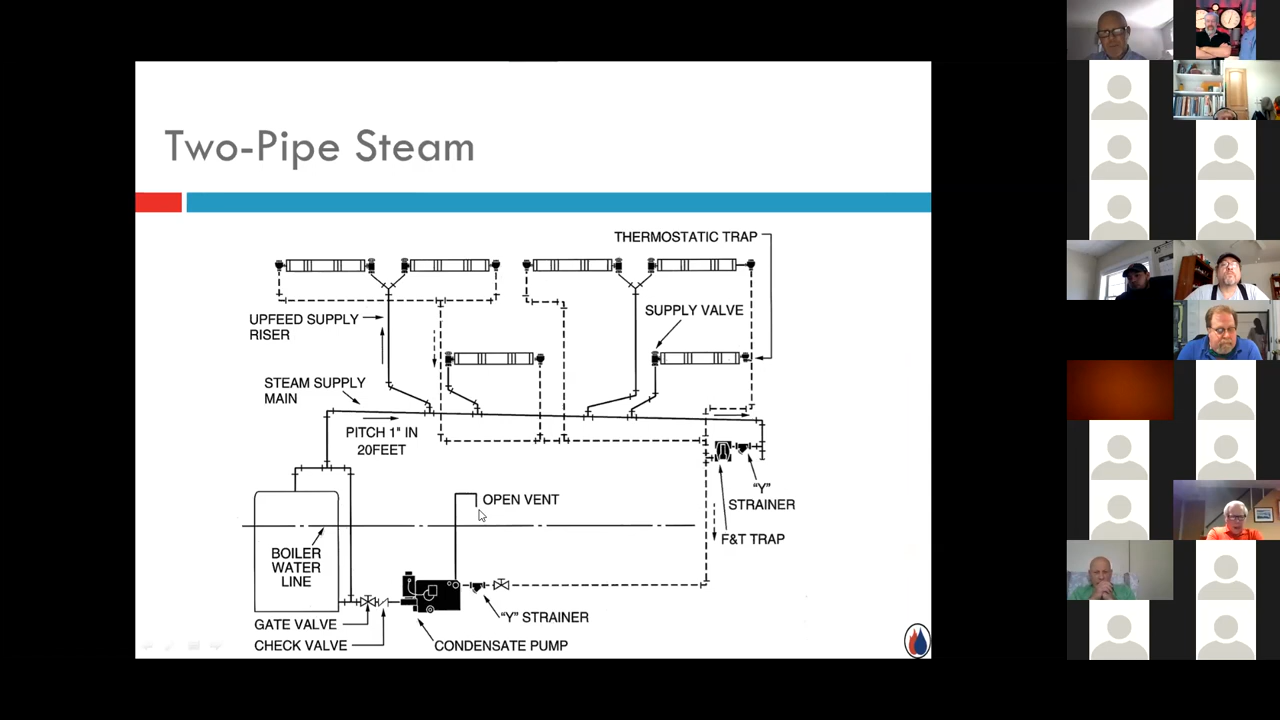 Two-Pipe Steam
THERMOSTATIC TRAP
UPFEED SUPPLY
RISER
SUPPLY VALVE
STEAM SUPPLY
MAIN
PITCH 1" IN
20FEET
"Y"
STRAINER
OPEN VENT
F&T TRAP
BOILER
WATER
LINE
"Y" STRAINER
GATE VALVE
CHECK VALVE
CONDENSATE PUMP